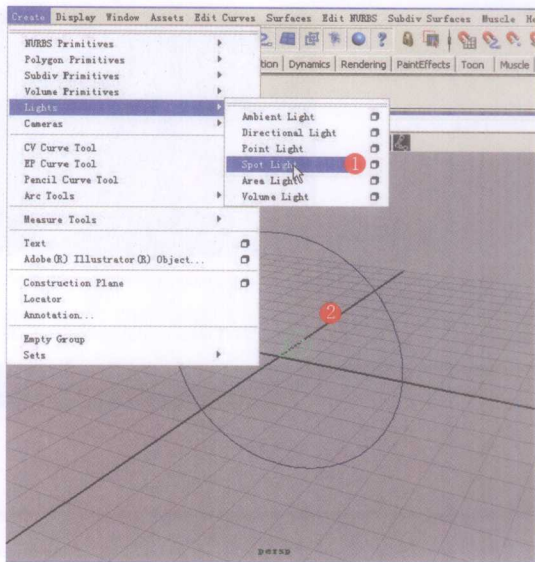 Create Display Window Assets Edit Curves Surfaces Edit NURBS Subdiv Surfaces Muscle
Dynamics Rendering PaintEffects Toon Muscle
NURBS Primitives
Polygon Primitives
Subdiv Primitives
Volume Primitives
Lights
Cameras
CV Curve Tool
EP Curve Tool
Pencil Curve Tool
Arc Tools
Measure Tools
Text
Adobe(R) Illustrator(R) Object...
Construction Plane
Locator
Annotation...
Empty Group
Sets
Ambient Light
Directional Light
Point Light
Spot Light 1
Area Light
Volume Light
2
persp